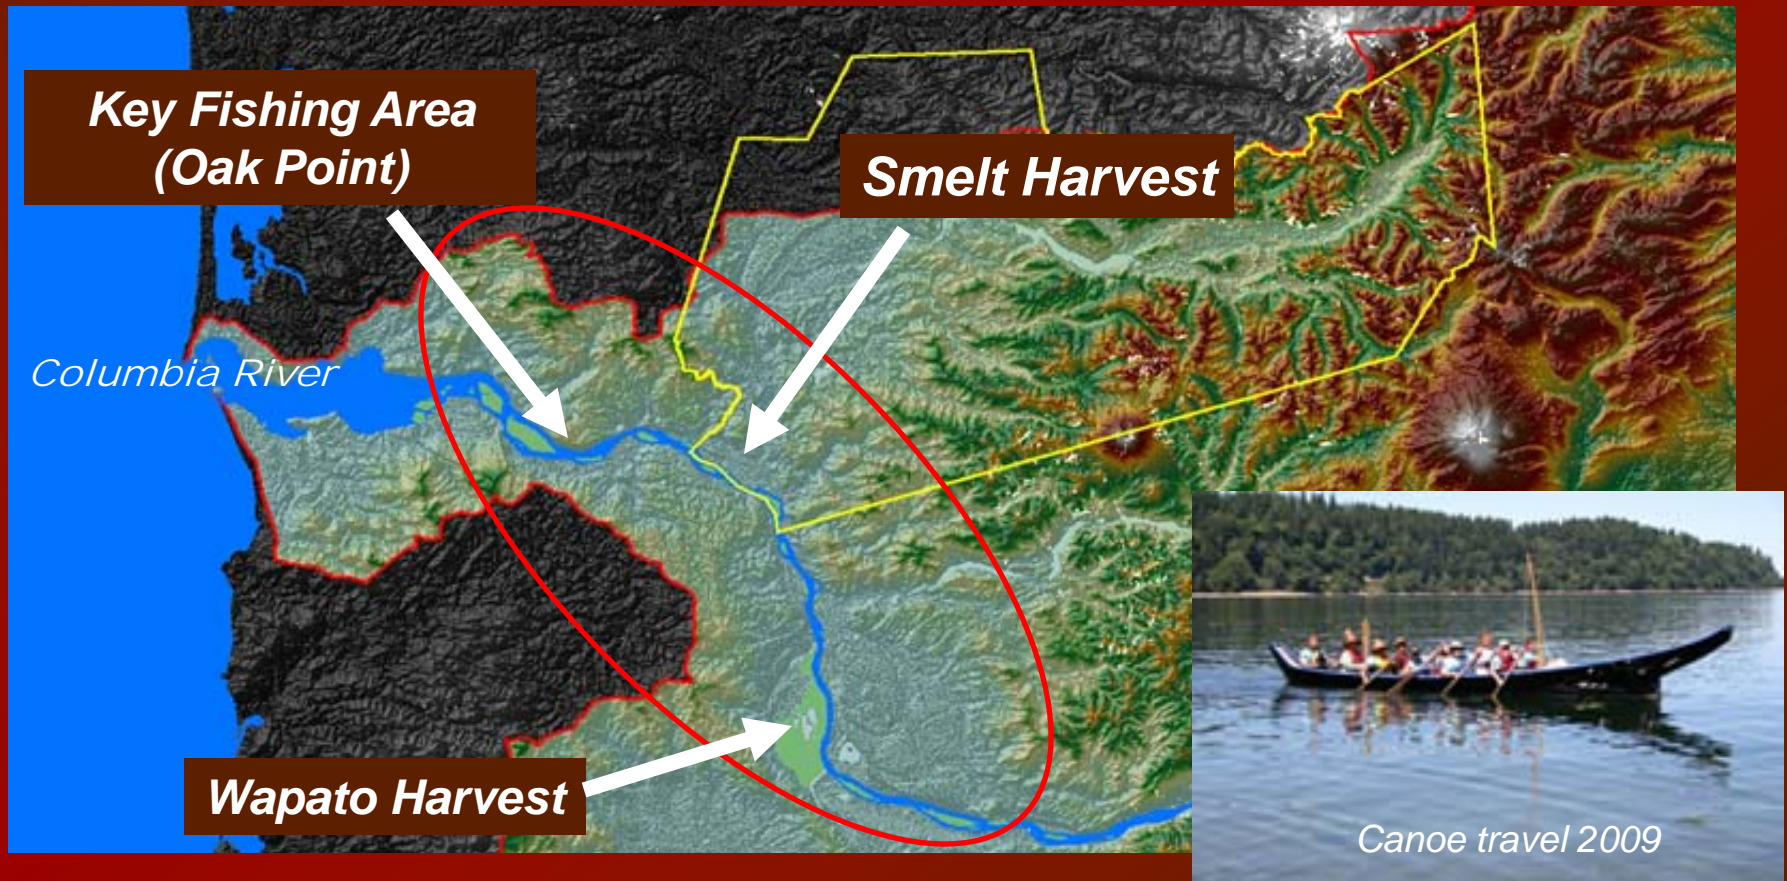 Key Fishing Area
(Oak Point)
Smelt Harvest
Columbia River
Wapato Harvest
Canoe travel 2009